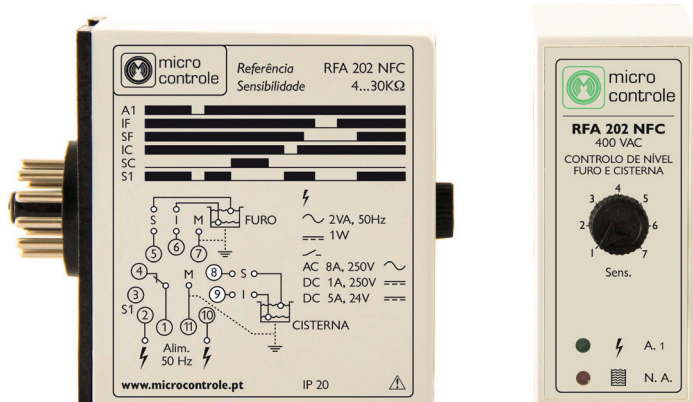 micro
controle
Referência RFA 202 NFC
Sensibilidade 4...30KΩ
A1
IF
SF
IC
SC
S1
S I M FURO
5 6 7
2VA, 50Hz
1W
AC 8A, 250V
DC 1A, 250V
DC 5A, 24V
4 M 8 S
3 9 I
S1 2 1 11 10 CISTERNA
Alim.
50 Hz
www.microcontrole.pt IP 20
micro
controle
RFA 202 NFC
400 VAC
CONTROLO DE NÍVEL
FURO E CISTERNA
1 2 3 4 5 6 7
Sens.
A. 1
N. A.